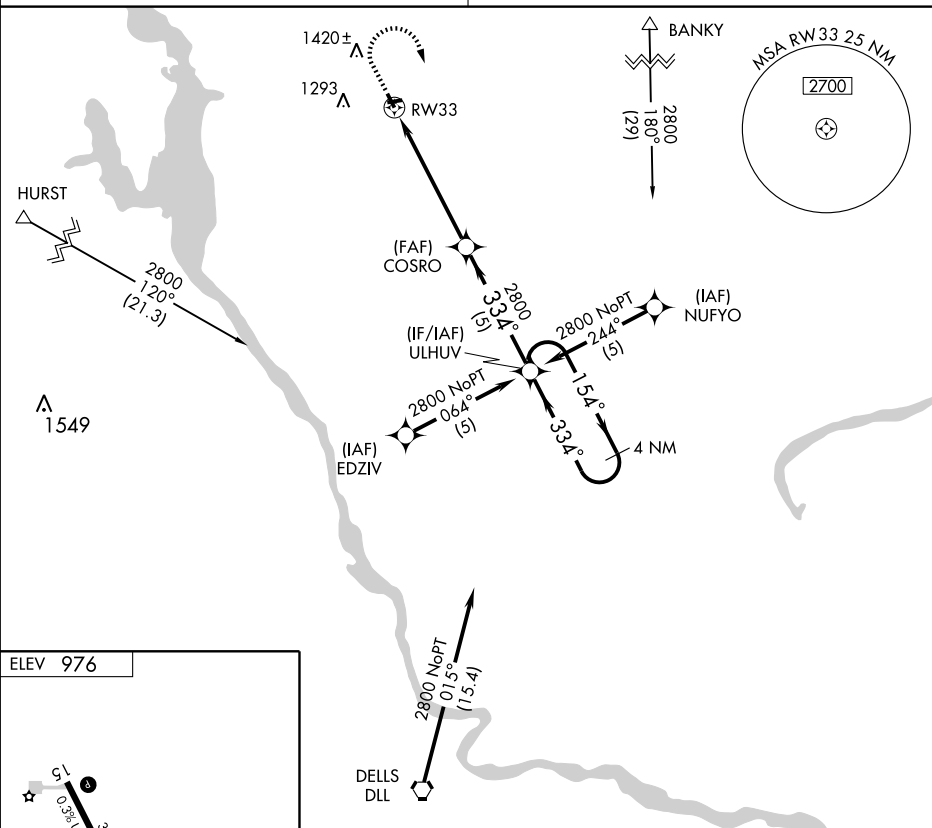 1420±
1293
RW33
BANKY
2800
180°
(29)
MSA RW33 25 NM
2700
HURST
2800
120°
(21.3)
(FAF)
COSRO
2800
334°
(5)
(IF/IAF)
ULHUV
2800 NoPT
244°
(5)
(IAF)
NUFYO
2800 NoPT
064°
(5)
(IAF)
EDZIV
154°
334°
4 NM
1549
2800 NoPT
015°
(15.4)
DELLS
DLL
ELEV 976
15
P
0.3%